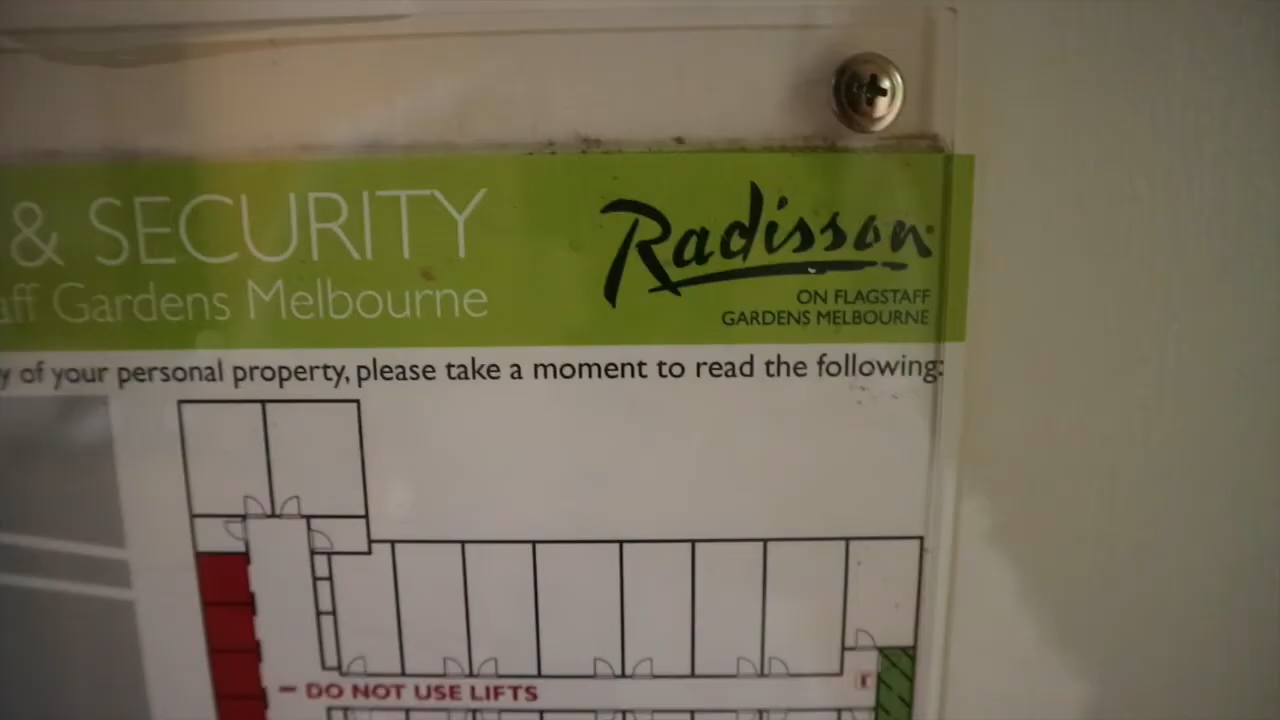 & SECURITY
Gardens Melbourne
Radisson
ON FLAGSTAFF
GARDENS MELBOURNE
of your personal property, please take a moment to read the following:
– DO NOT USE LIFTS